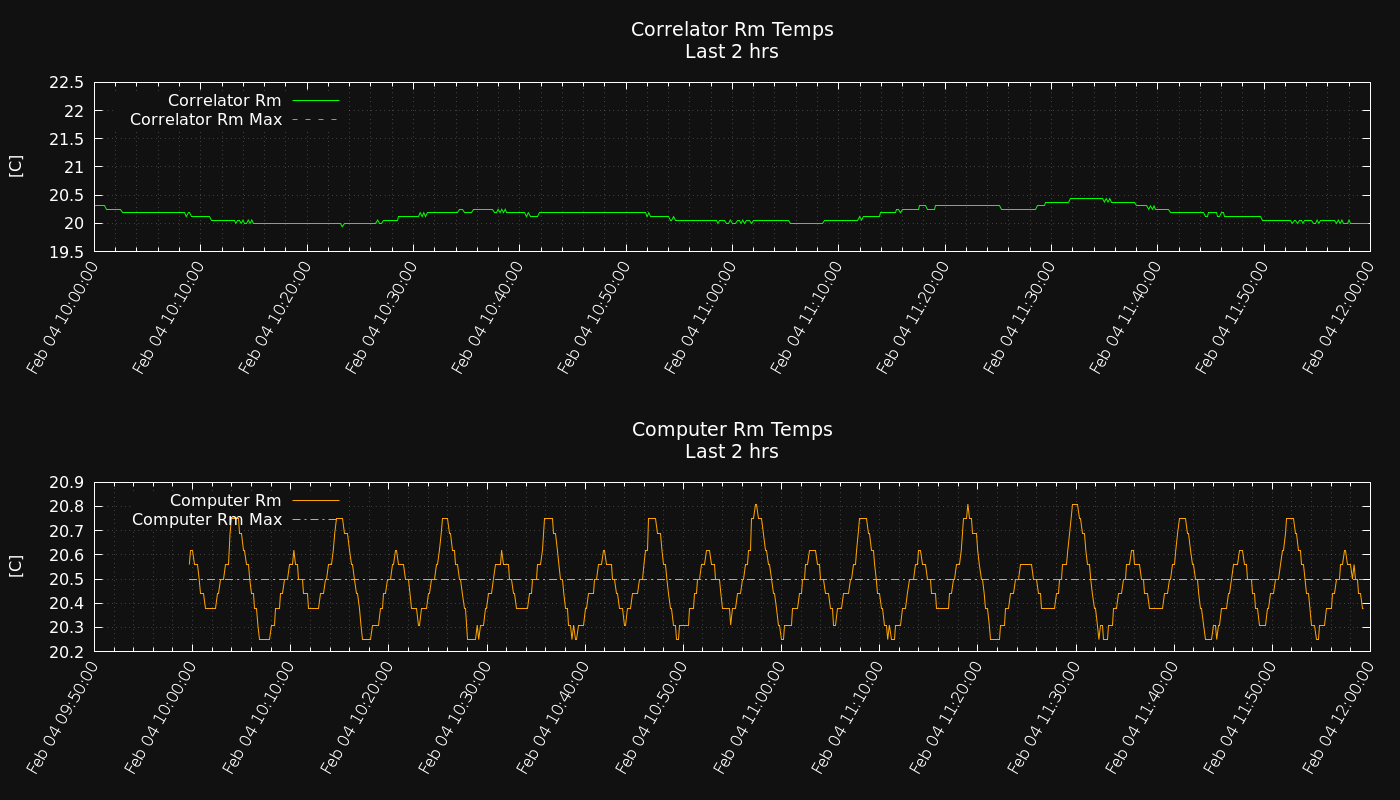 Correlator Rm Temps
Last 2 hrs
22.5
22
21.5
21
20.5
20
19.5
[C]
Correlator Rm
Correlator Rm Max
Feb 04 10:00:00
Feb 04 10:10:00
Feb 04 10:20:00
Feb 04 10:30:00
Feb 04 10:40:00
Feb 04 10:50:00
Feb 04 11:00:00
Feb 04 11:10:00
Feb 04 11:20:00
Feb 04 11:30:00
Feb 04 11:40:00
Feb 04 11:50:00
Feb 04 12:00:00
Computer Rm Temps
Last 2 hrs
20.9
20.8
20.7
20.6
20.5
20.4
20.3
20.2
[C]
Computer Rm
Computer Rm Max
Feb 04 09:50:00
Feb 04 10:00:00
Feb 04 10:10:00
Feb 04 10:20:00
Feb 04 10:30:00
Feb 04 10:40:00
Feb 04 10:50:00
Feb 04 11:00:00
Feb 04 11:10:00
Feb 04 11:20:00
Feb 04 11:30:00
Feb 04 11:40:00
Feb 04 11:50:00
Feb 04 12:00:00